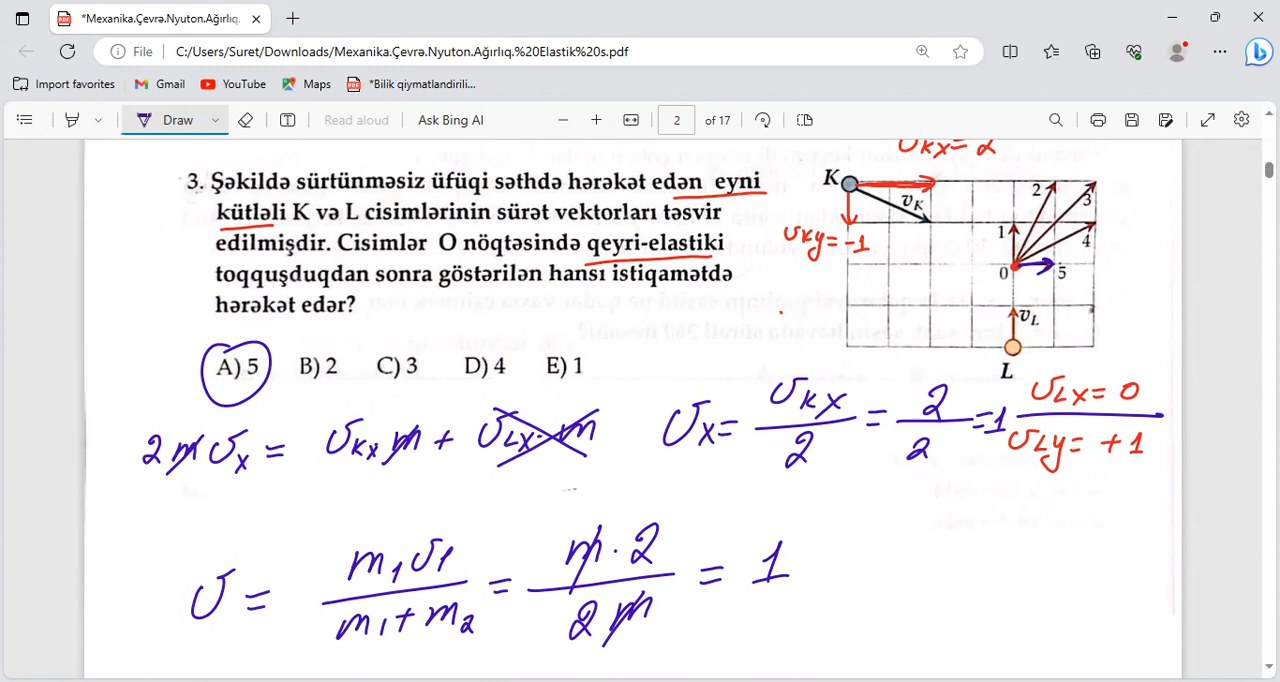 *Mexanika.Çevrə.Nyuton.Ağırlıq.
File C:/Users/Suret/Downloads/Mexanika.Çevrə.Nyuton.Ağırlıq.%20Elastik%20s.pdf
Import favorites Gmail YouTube Maps *Bilik qiymatlandirili...
Draw Read aloud Ask Bing AI 2 of 17
υKX = 2
3. Şəkildə sürtünməsiz üfüqi səthdə hərəkət edən eyni
kütləli K və L cisimlərinin sürət vektorları təsvir
edilmişdir. Cisimlər O nöqtəsində qeyri-elastiki
toqquşduqdan sonra göstərilən hansı istiqamətdə
hərəkət edər?
K
vK
υKy = -1
1 2 3 4
0 5
vL
L
A) 5 B) 2 C) 3 D) 4 E) 1
2mυx = υKx m + υLx · m
υx = υKX / 2 = 2 / 2 = 1
υLX = 0
υLy = +1
υ = m1υ1 / m1 + m2 = m · 2 / 2m = 1